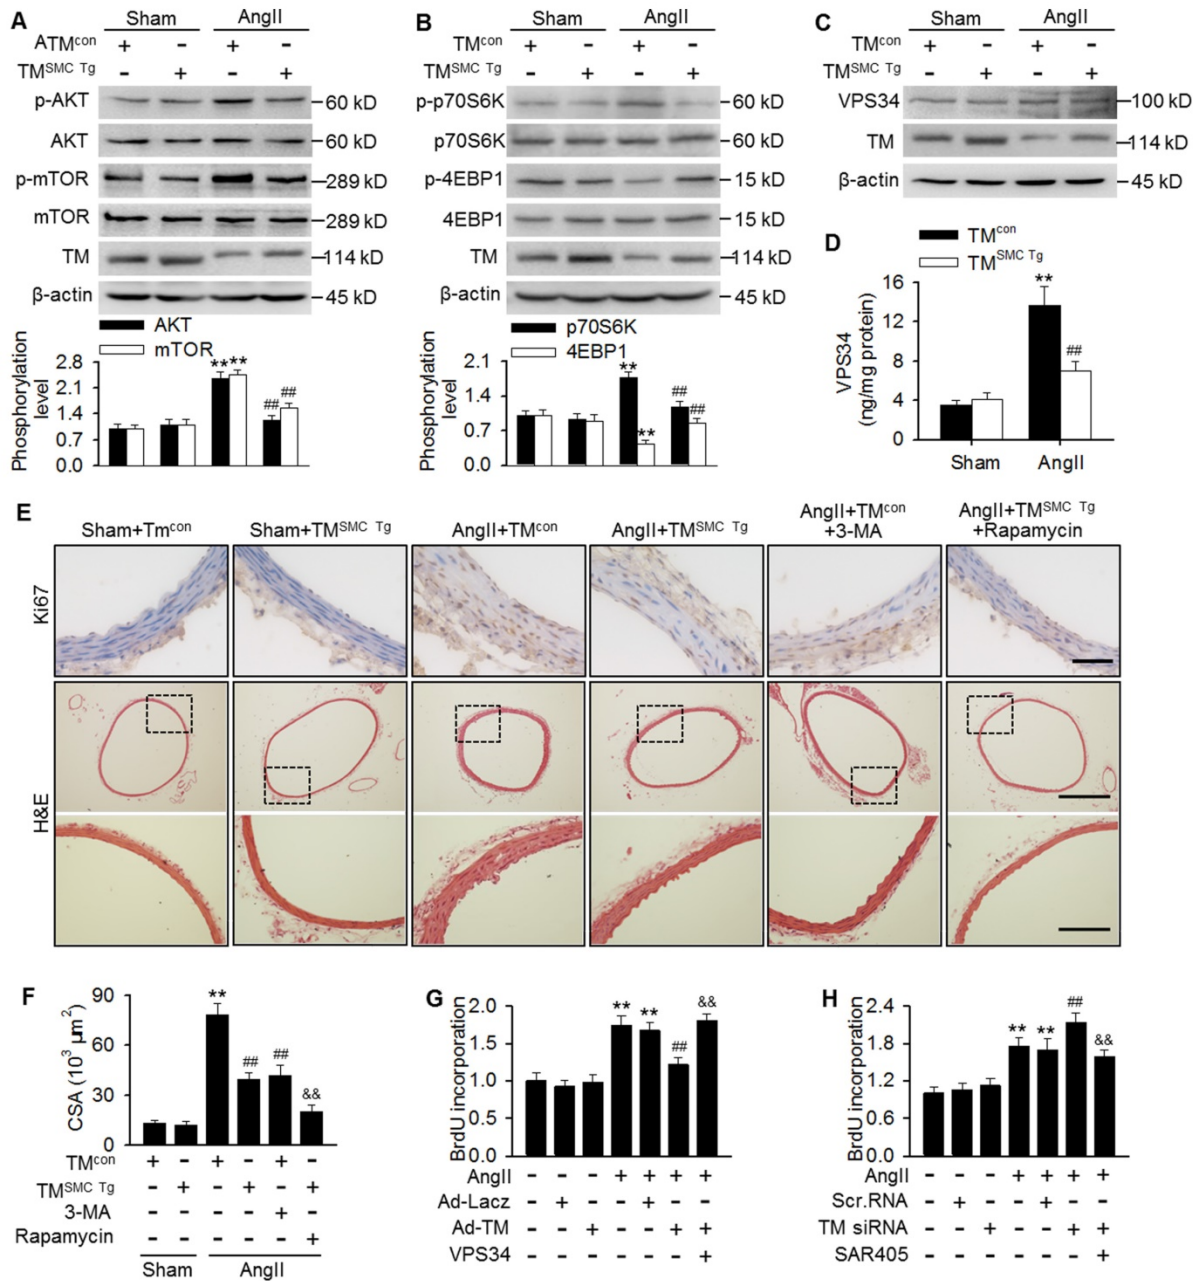 A
Sham AngII
ATMcon + - + -
TMSMC Tg - + - +
p-AKT 60 kD
AKT 60 kD
p-mTOR 289 kD
mTOR 289 kD
TM 114 kD
β-actin 45 kD
AKT
mTOR
Phosphorylation level
2.8
2.1
1.4
0.7
0.0
** **
## ##
B
Sham AngII
TMcon + - + -
TMSMC Tg - + - +
p-p70S6K 60 kD
p70S6K 60 kD
p-4EBP1 15 kD
4EBP1 15 kD
TM 114 kD
β-actin 45 kD
p70S6K
4EBP1
Phosphorylation level
2.1
1.4
0.7
0.0
**
**
##
##
C
Sham AngII
TMcon + - + -
TMSMC Tg - + - +
VPS34 100 kD
TM 114 kD
β-actin 45 kD
D
TMcon
TMSMC Tg
VPS34 (ng/mg protein)
16
12
8
4
0
**
##
Sham AngII
E
Sham+Tmcon
Sham+TMSMC Tg
AngII+TMcon
AngII+TMSMC Tg
AngII+TMcon
+3-MA
AngII+TMSMC Tg
+Rapamycin
Ki67
H&E
F
CSA (10³ µm²)
90
60
30
0
**
##
##
&&
TMcon + - + - + -
TMSMC Tg - + - + - +
3-MA - - - - + -
Rapamycin - - - - - +
Sham AngII
G
BrdU incorporation
2.0
1.5
1.0
0.5
0.0
**
**
##
&&
AngII - - - + + + +
Ad-Lacz - + - - + - -
Ad-TM - - + - - + +
VPS34 - - - - - - +
H
BrdU incorporation
2.4
1.8
1.2
0.6
0.0
**
**
##
&&
AngII - - - + + + +
Scr.RNA - + - - + - -
TM siRNA - - + - - + +
SAR405 - - - - - - +